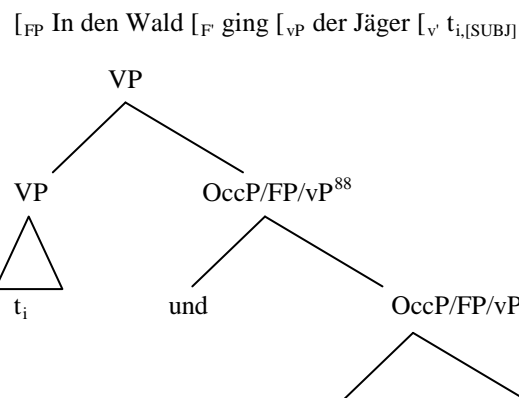 [FP In den Wald [F' ging [vP der Jäger [v' ti,[SUBJ]
VP
VP OccP/FP/vP88
ti und OccP/FP/vP